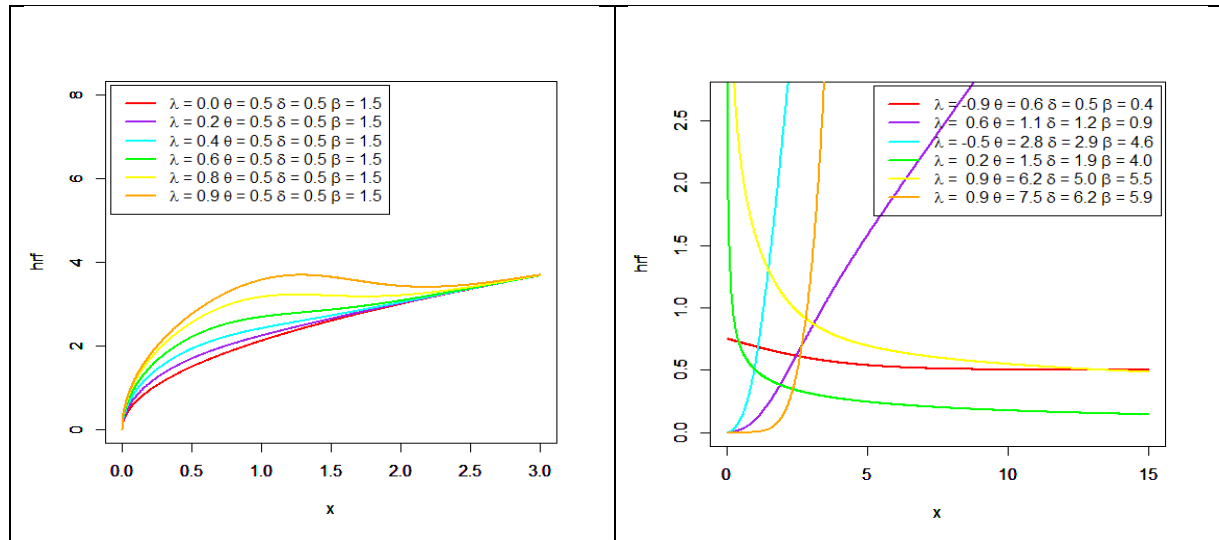 8
6
4
2
0
hrf
λ = 0.0 θ = 0.5 δ = 0.5 β = 1.5
λ = 0.2 θ = 0.5 δ = 0.5 β = 1.5
λ = 0.4 θ = 0.5 δ = 0.5 β = 1.5
λ = 0.6 θ = 0.5 δ = 0.5 β = 1.5
λ = 0.8 θ = 0.5 δ = 0.5 β = 1.5
λ = 0.9 θ = 0.5 δ = 0.5 β = 1.5
0.0 0.5 1.0 1.5 2.0 2.5 3.0
x
2.5
2.0
1.5
1.0
0.5
0.0
hrf
λ = -0.9 θ = 0.6 δ = 0.5 β = 0.4
λ = 0.6 θ = 1.1 δ = 1.2 β = 0.9
λ = -0.5 θ = 2.8 δ = 2.9 β = 4.6
λ = 0.2 θ = 1.5 δ = 1.9 β = 4.0
λ = 0.9 θ = 6.2 δ = 5.0 β = 5.5
λ = 0.9 θ = 7.5 δ = 6.2 β = 5.9
0 5 10 15
x